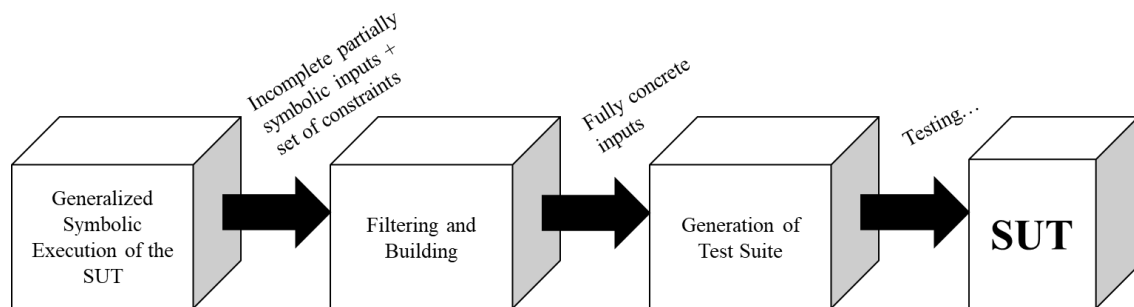 Generalized
Symbolic
Execution of the
SUT
Incomplete partially
symbolic inputs +
set of constraints
Filtering and
Building
Fully concrete
inputs
Generation of
Test Suite
Testing...
SUT